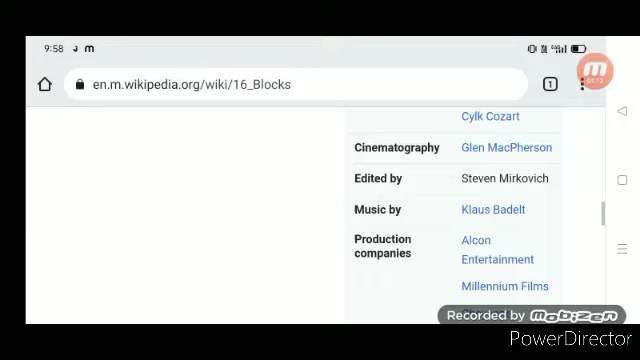 9:58
en.m.wikipedia.org/wiki/16_Blocks
1
Cylk Cozart
Cinematography Glen MacPherson
Edited by Steven Mirkovich
Music by Klaus Badelt
Production companies Alcon Entertainment
Millennium Films
Recorded by Mobizen
PowerDirector